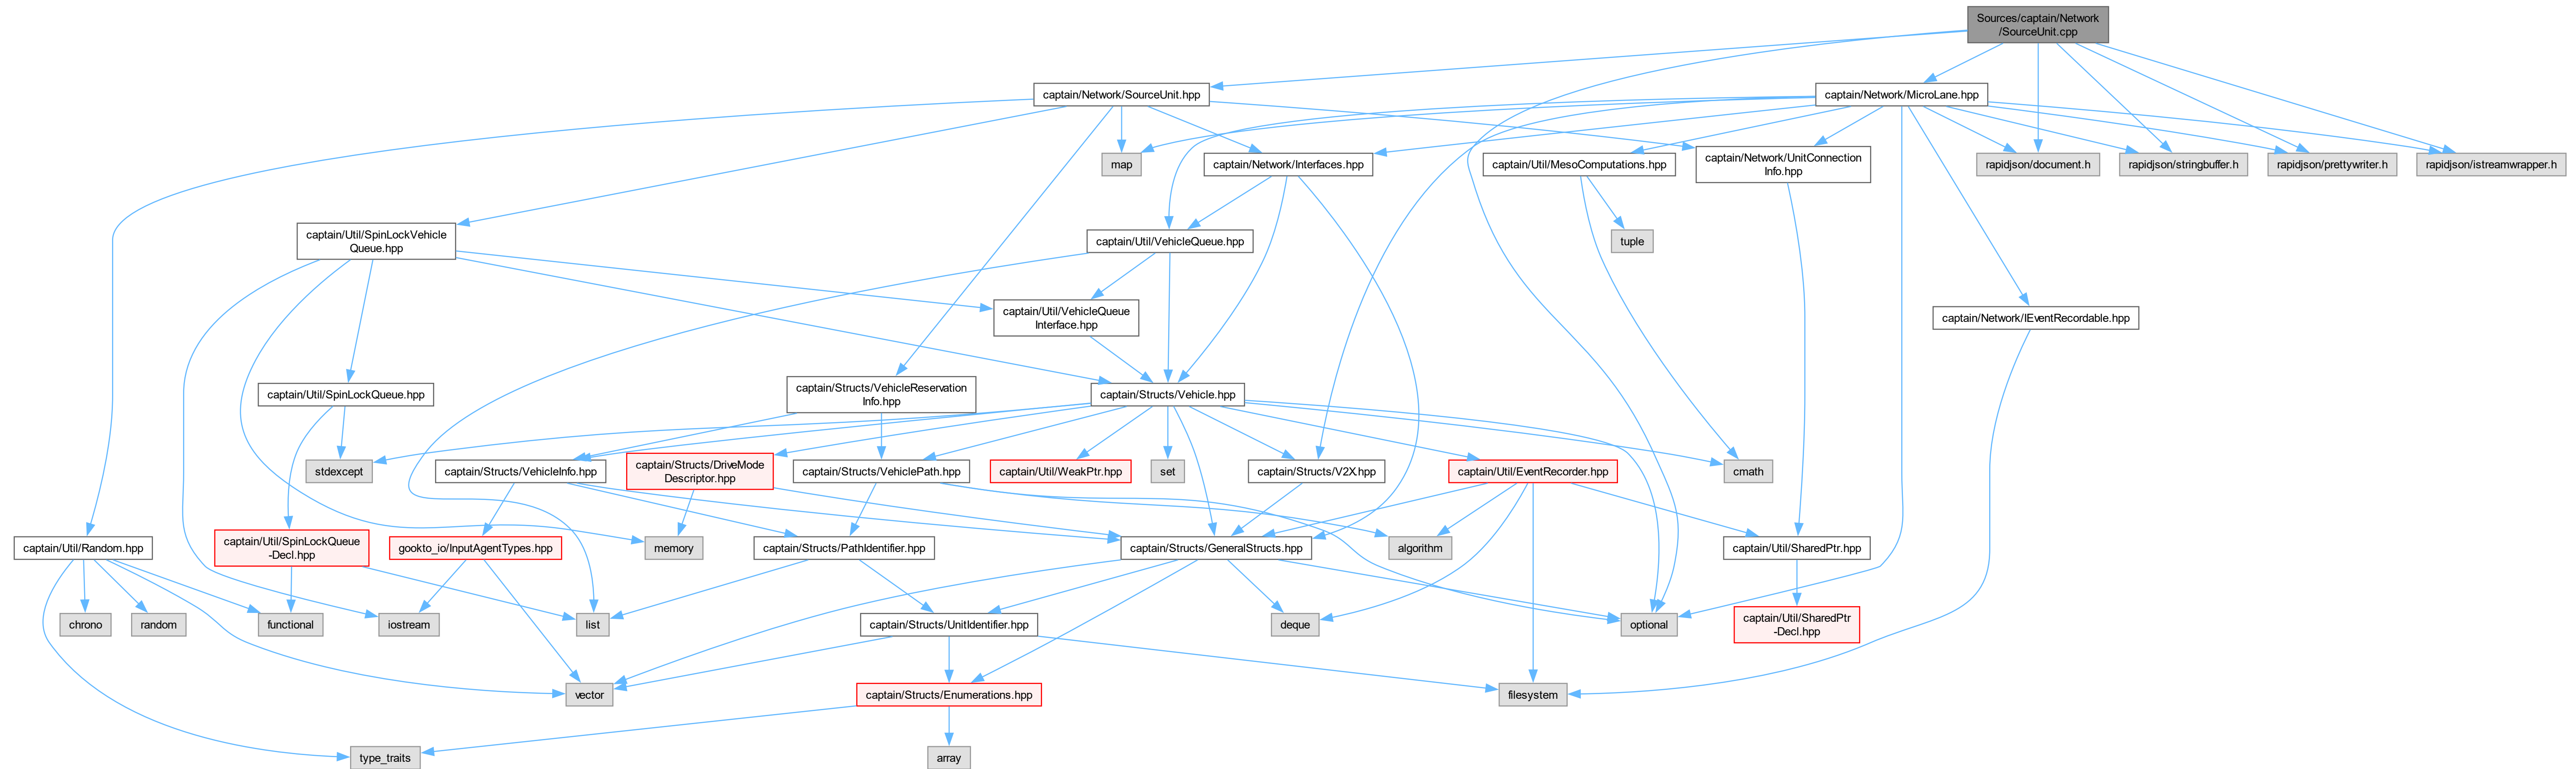 Sources/captain/Network
/SourceUnit.cpp
captain/Network/SourceUnit.hpp
captain/Network/MicroLane.hpp
map
captain/Network/Interfaces.hpp
captain/Util/MesoComputations.hpp
captain/Network/UnitConnection
Info.hpp
rapidjson/document.h
rapidjson/stringbuffer.h
rapidjson/prettywriter.h
rapidjson/istreamwrapper.h
captain/Util/SpinLockVehicle
Queue.hpp
captain/Util/VehicleQueue.hpp
tuple
captain/Util/VehicleQueue
Interface.hpp
captain/Network/IEventRecordable.hpp
captain/Util/SpinLockQueue.hpp
captain/Structs/VehicleReservation
Info.hpp
captain/Structs/Vehicle.hpp
stdexcept
captain/Structs/VehicleInfo.hpp
captain/Structs/DriveMode
Descriptor.hpp
captain/Structs/VehiclePath.hpp
captain/Util/WeakPtr.hpp
set
captain/Structs/V2X.hpp
captain/Util/EventRecorder.hpp
cmath
captain/Util/Random.hpp
captain/Util/SpinLockQueue
-Decl.hpp
gookto_io/InputAgentTypes.hpp
memory
captain/Structs/PathIdentifier.hpp
captain/Structs/GeneralStructs.hpp
algorithm
captain/Util/SharedPtr.hpp
chrono
random
functional
iostream
list
captain/Structs/UnitIdentifier.hpp
deque
optional
captain/Util/SharedPtr
-Decl.hpp
vector
captain/Structs/Enumerations.hpp
filesystem
type_traits
array